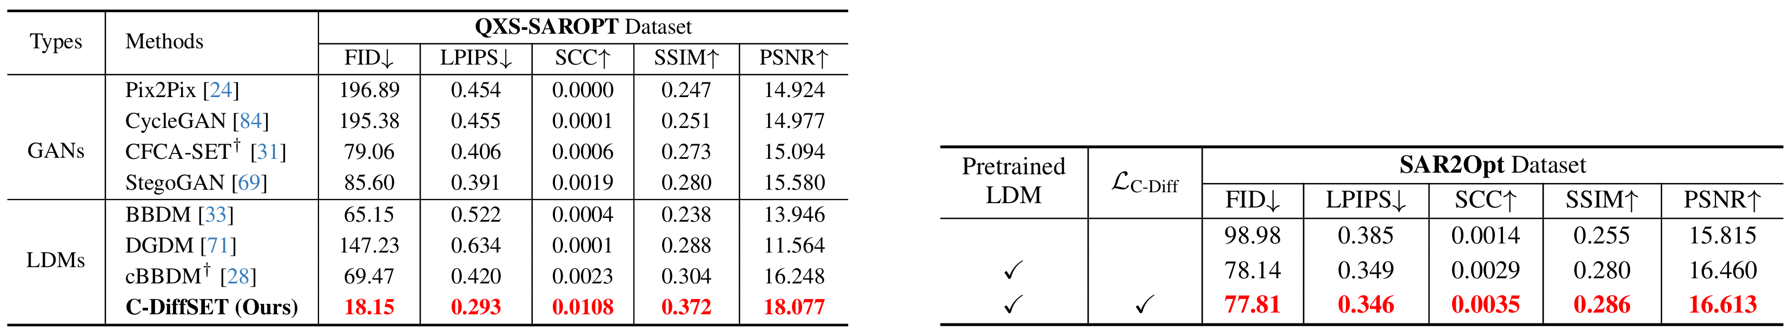 Types Methods QXS-SAROPT Dataset
FID↓ LPIPS↓ SCC↑ SSIM↑ PSNR↑
GANs
Pix2Pix [24] 196.89 0.454 0.0000 0.247 14.924
CycleGAN [84] 195.38 0.455 0.0001 0.251 14.977
CFCA-SET† [31] 79.06 0.406 0.0006 0.273 15.094
StegoGAN [69] 85.60 0.391 0.0019 0.280 15.580
LDMs
BBDM [33] 65.15 0.522 0.0004 0.238 13.946
DGDM [71] 147.23 0.634 0.0001 0.288 11.564
cBBDM† [28] 69.47 0.420 0.0023 0.304 16.248
C-DiffSET (Ours) 18.15 0.293 0.0108 0.372 18.077
Pretrained LDM ℒC-Diff SAR2Opt Dataset
FID↓ LPIPS↓ SCC↑ SSIM↑ PSNR↑
98.98 0.385 0.0014 0.255 15.815
✓ 78.14 0.349 0.0029 0.280 16.460
✓ ✓ 77.81 0.346 0.0035 0.286 16.613